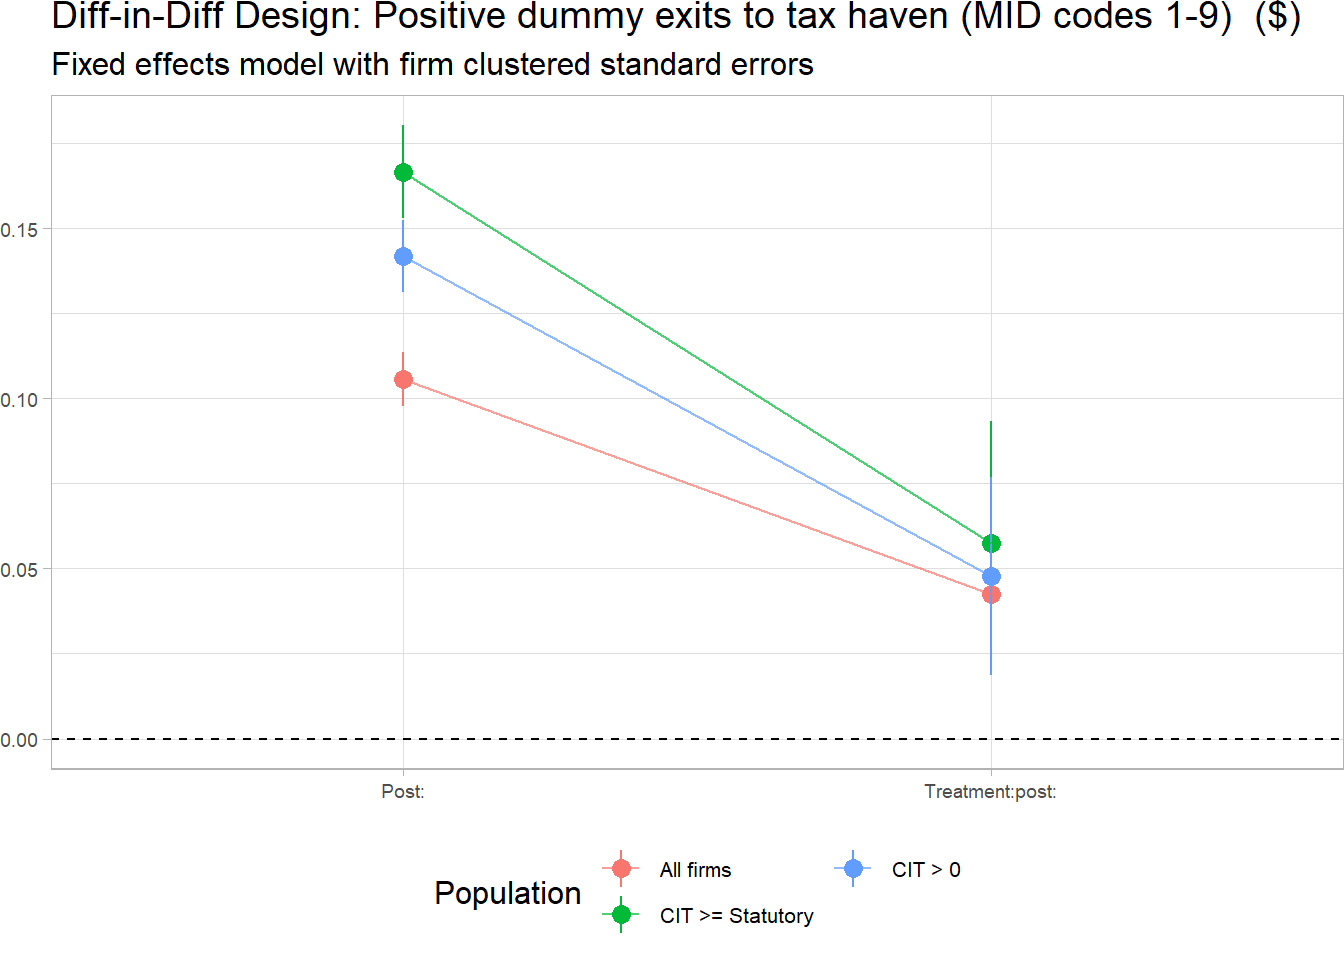 Diff-in-Diff Design: Positive dummy exits to tax haven (MID codes 1-9)  ($)
Fixed effects model with firm clustered standard errors
0.15
0.10
0.05
0.00
Post:
Treatment:post:
Population
All firms
CIT > 0
CIT >= Statutory